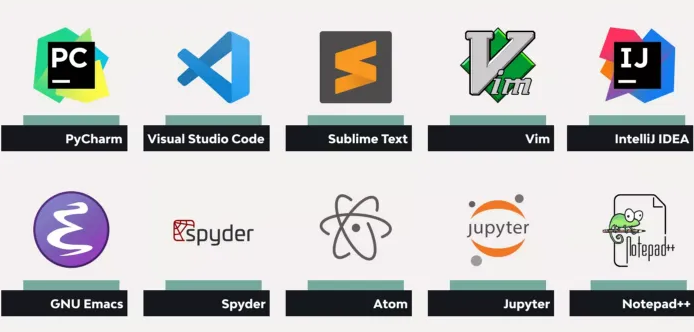 PC
Vim
IJ
PyCharm
Visual Studio Code
Sublime Text
Vim
IntelliJ IDEA
spyder
jupyter
Notepad++
GNU Emacs
Spyder
Atom
Jupyter
Notepad++